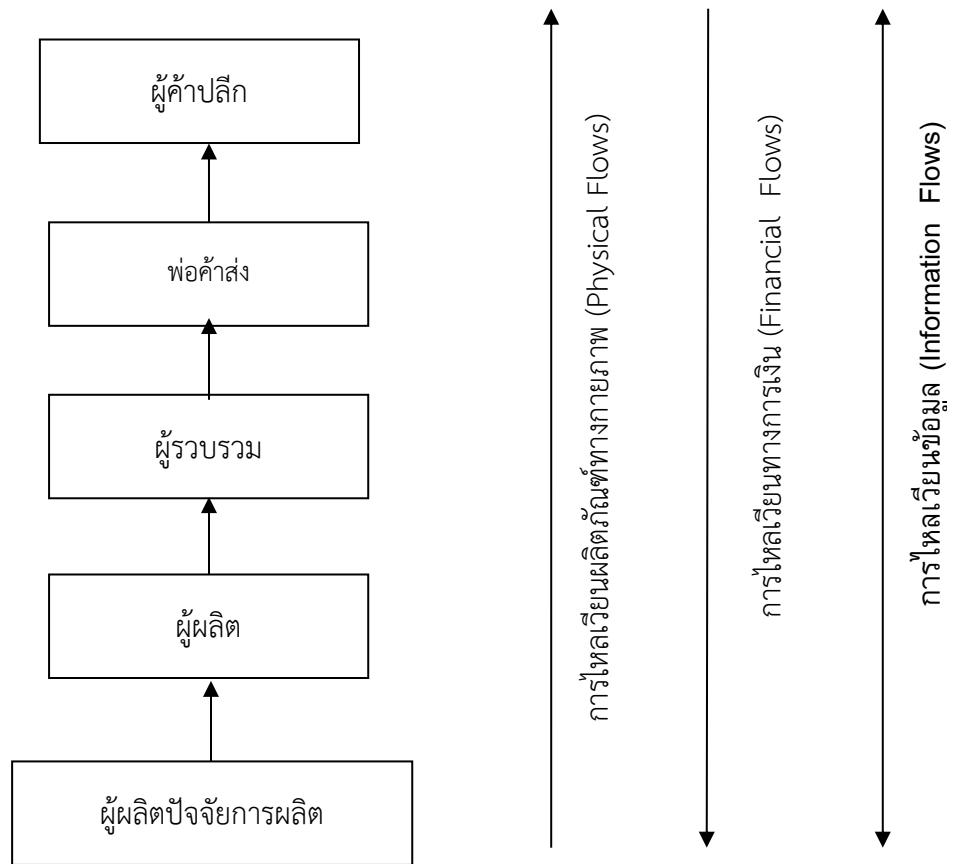 ผู้ค้าปลีก
พ่อค้าส่ง
ผู้รวบรวม
ผู้ผลิต
ผู้ผลิตปัจจัยการผลิต
การไหลเวียนผลิตภัณฑ์ทางกายภาพ (Physical Flows)
การไหลเวียนทางการเงิน (Financial Flows)
การไหลเวียนข้อมูล (Information Flows)